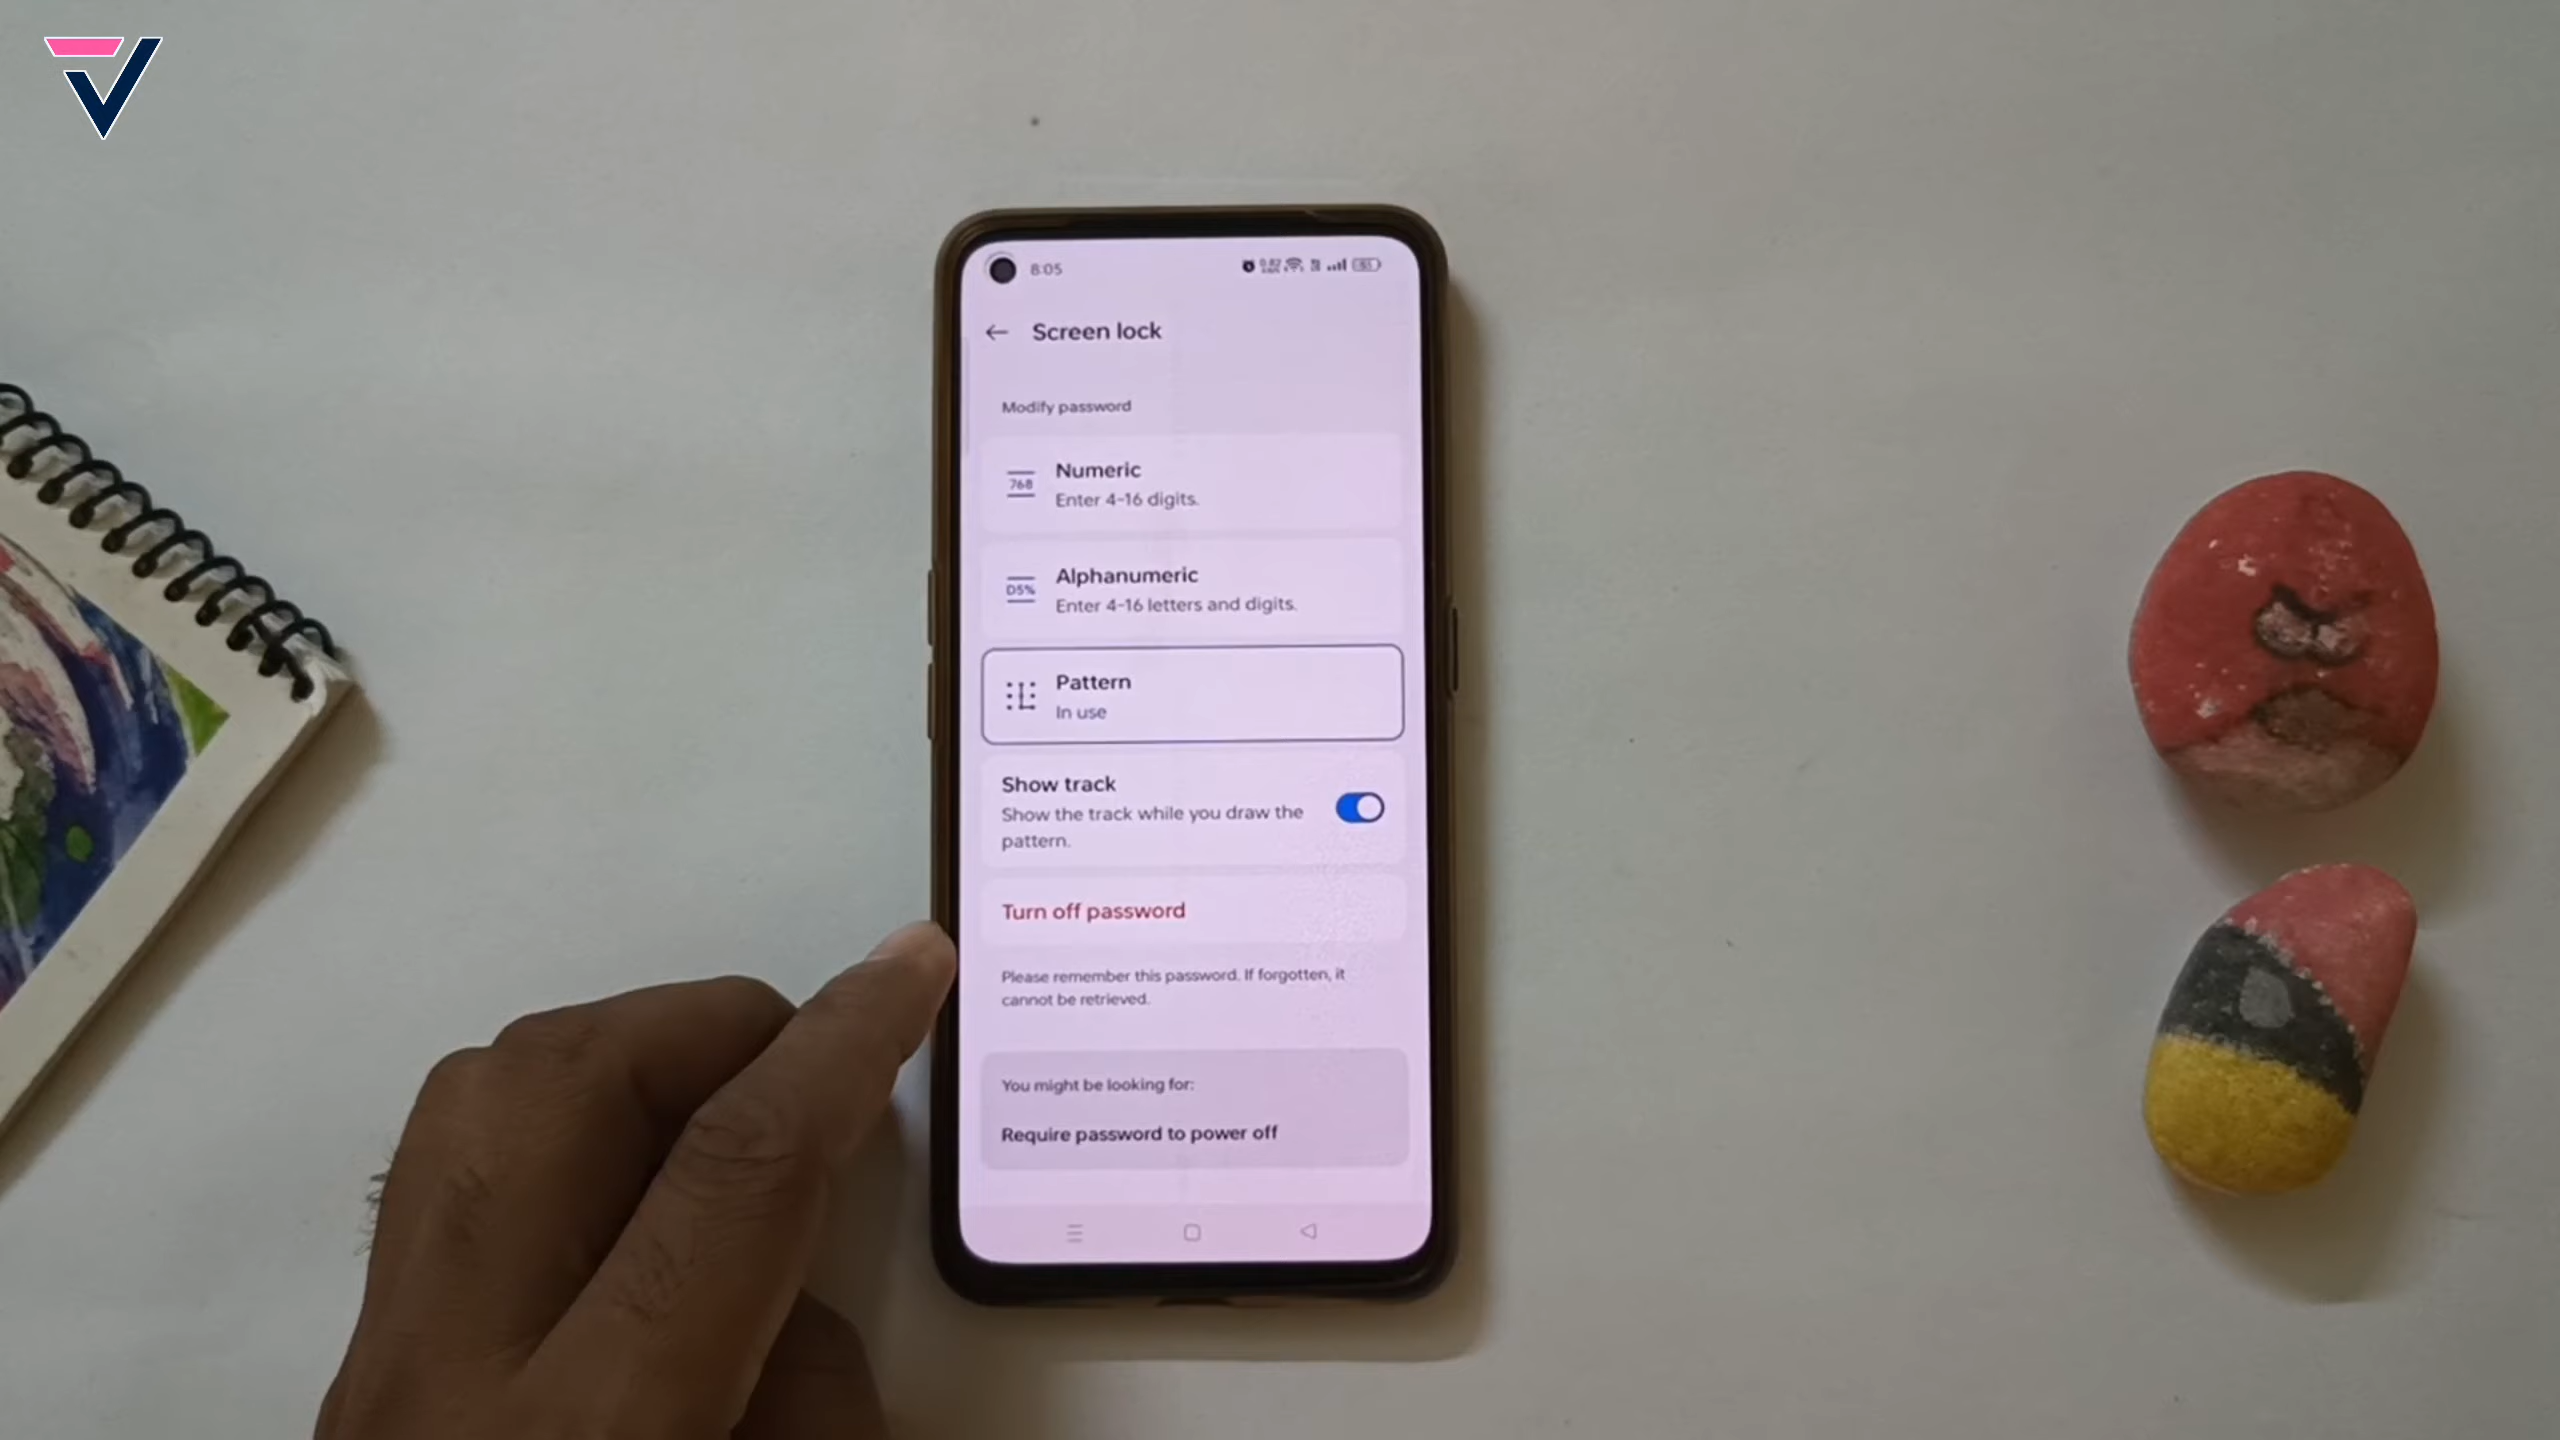 8:05
Screen lock
Modify password
Numeric
768
Enter 4-16 digits.
Alphanumeric
D5%
Enter 4-16 letters and digits.
Pattern
In use
Show track
Show the track while you draw the
pattern.
Turn off password
Please remember this password. If forgotten, it
cannot be retrieved.
You might be looking for:
Require password to power off